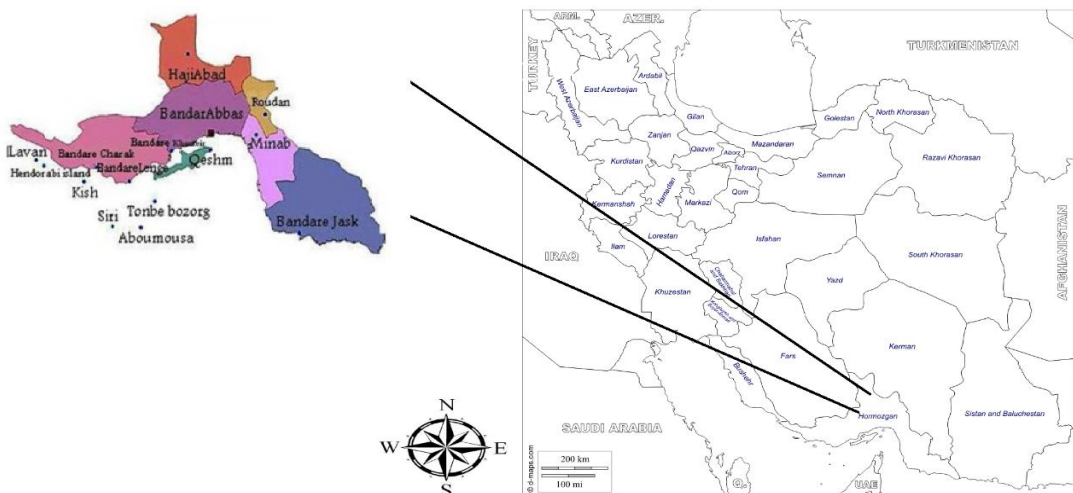 HajiAbad
Roudan
BandarAbbas
Minab
Qeshm
Lavan
Bandare Charak
Hendorabi island
BandareLenge
Kish
Siri
Tonbe bozorg
Aboumousa
Bandare Jask
N
W
E
S
ARM.
AZER.
TURKEY
TURKMENISTAN
AFGHANISTAN
IRAQ
SAUDI ARABIA
Q.
UAE
West Azerbaijan
East Azerbaijan
Ardabil
Gilan
Zanjan
Qazvin
Alborz
Tehran
Mazandaran
Golestan
North Khorasan
Razavi Khorasan
Semnan
Kurdistan
Hamedan
Markazi
Qom
Kermanshah
Lorestan
Ilam
Isfahan
Khuzestan
Yazd
South Khorasan
Fars
Bushehr
Kerman
Hormozgan
Sistan and Baluchestan
200 km
100 mi
© d-maps.com